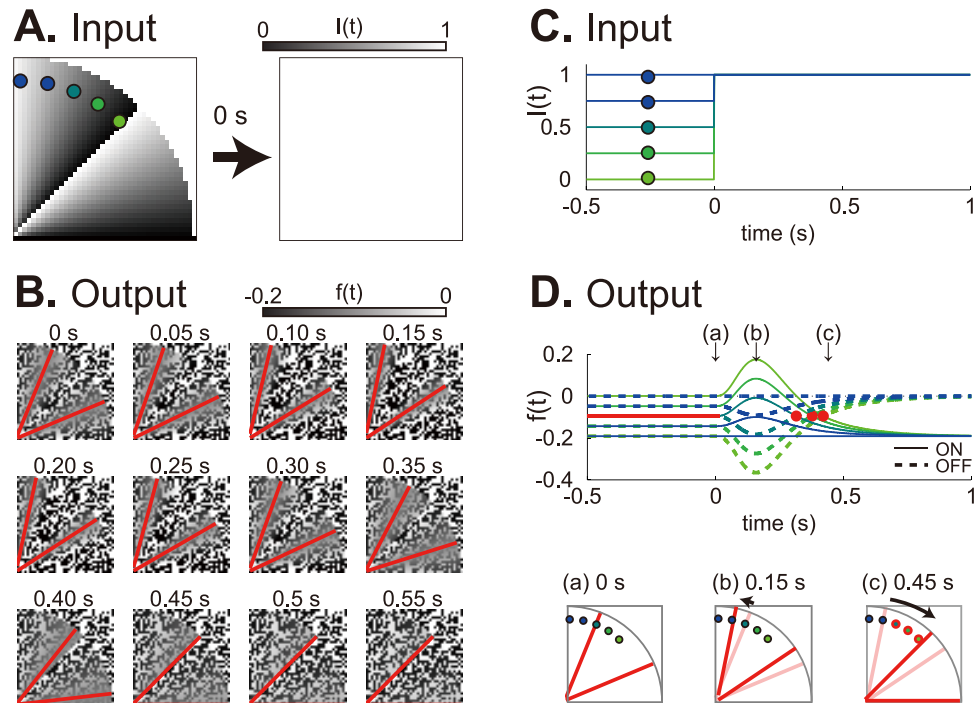 A. Input
0 I(t) 1
0 s
C. Input
1
0.5
0
I(t)
-0.5 0 0.5 1
time (s)
B. Output
-0.2 f(t) 0
0 s 0.05 s 0.10 s 0.15 s
0.20 s 0.25 s 0.30 s 0.35 s
0.40 s 0.45 s 0.5 s 0.55 s
D. Output
(a) (b) (c)
0.2
0
-0.2
-0.4
f(t)
ON
OFF
-0.5 0 0.5 1
time (s)
(a) 0 s (b) 0.15 s (c) 0.45 s